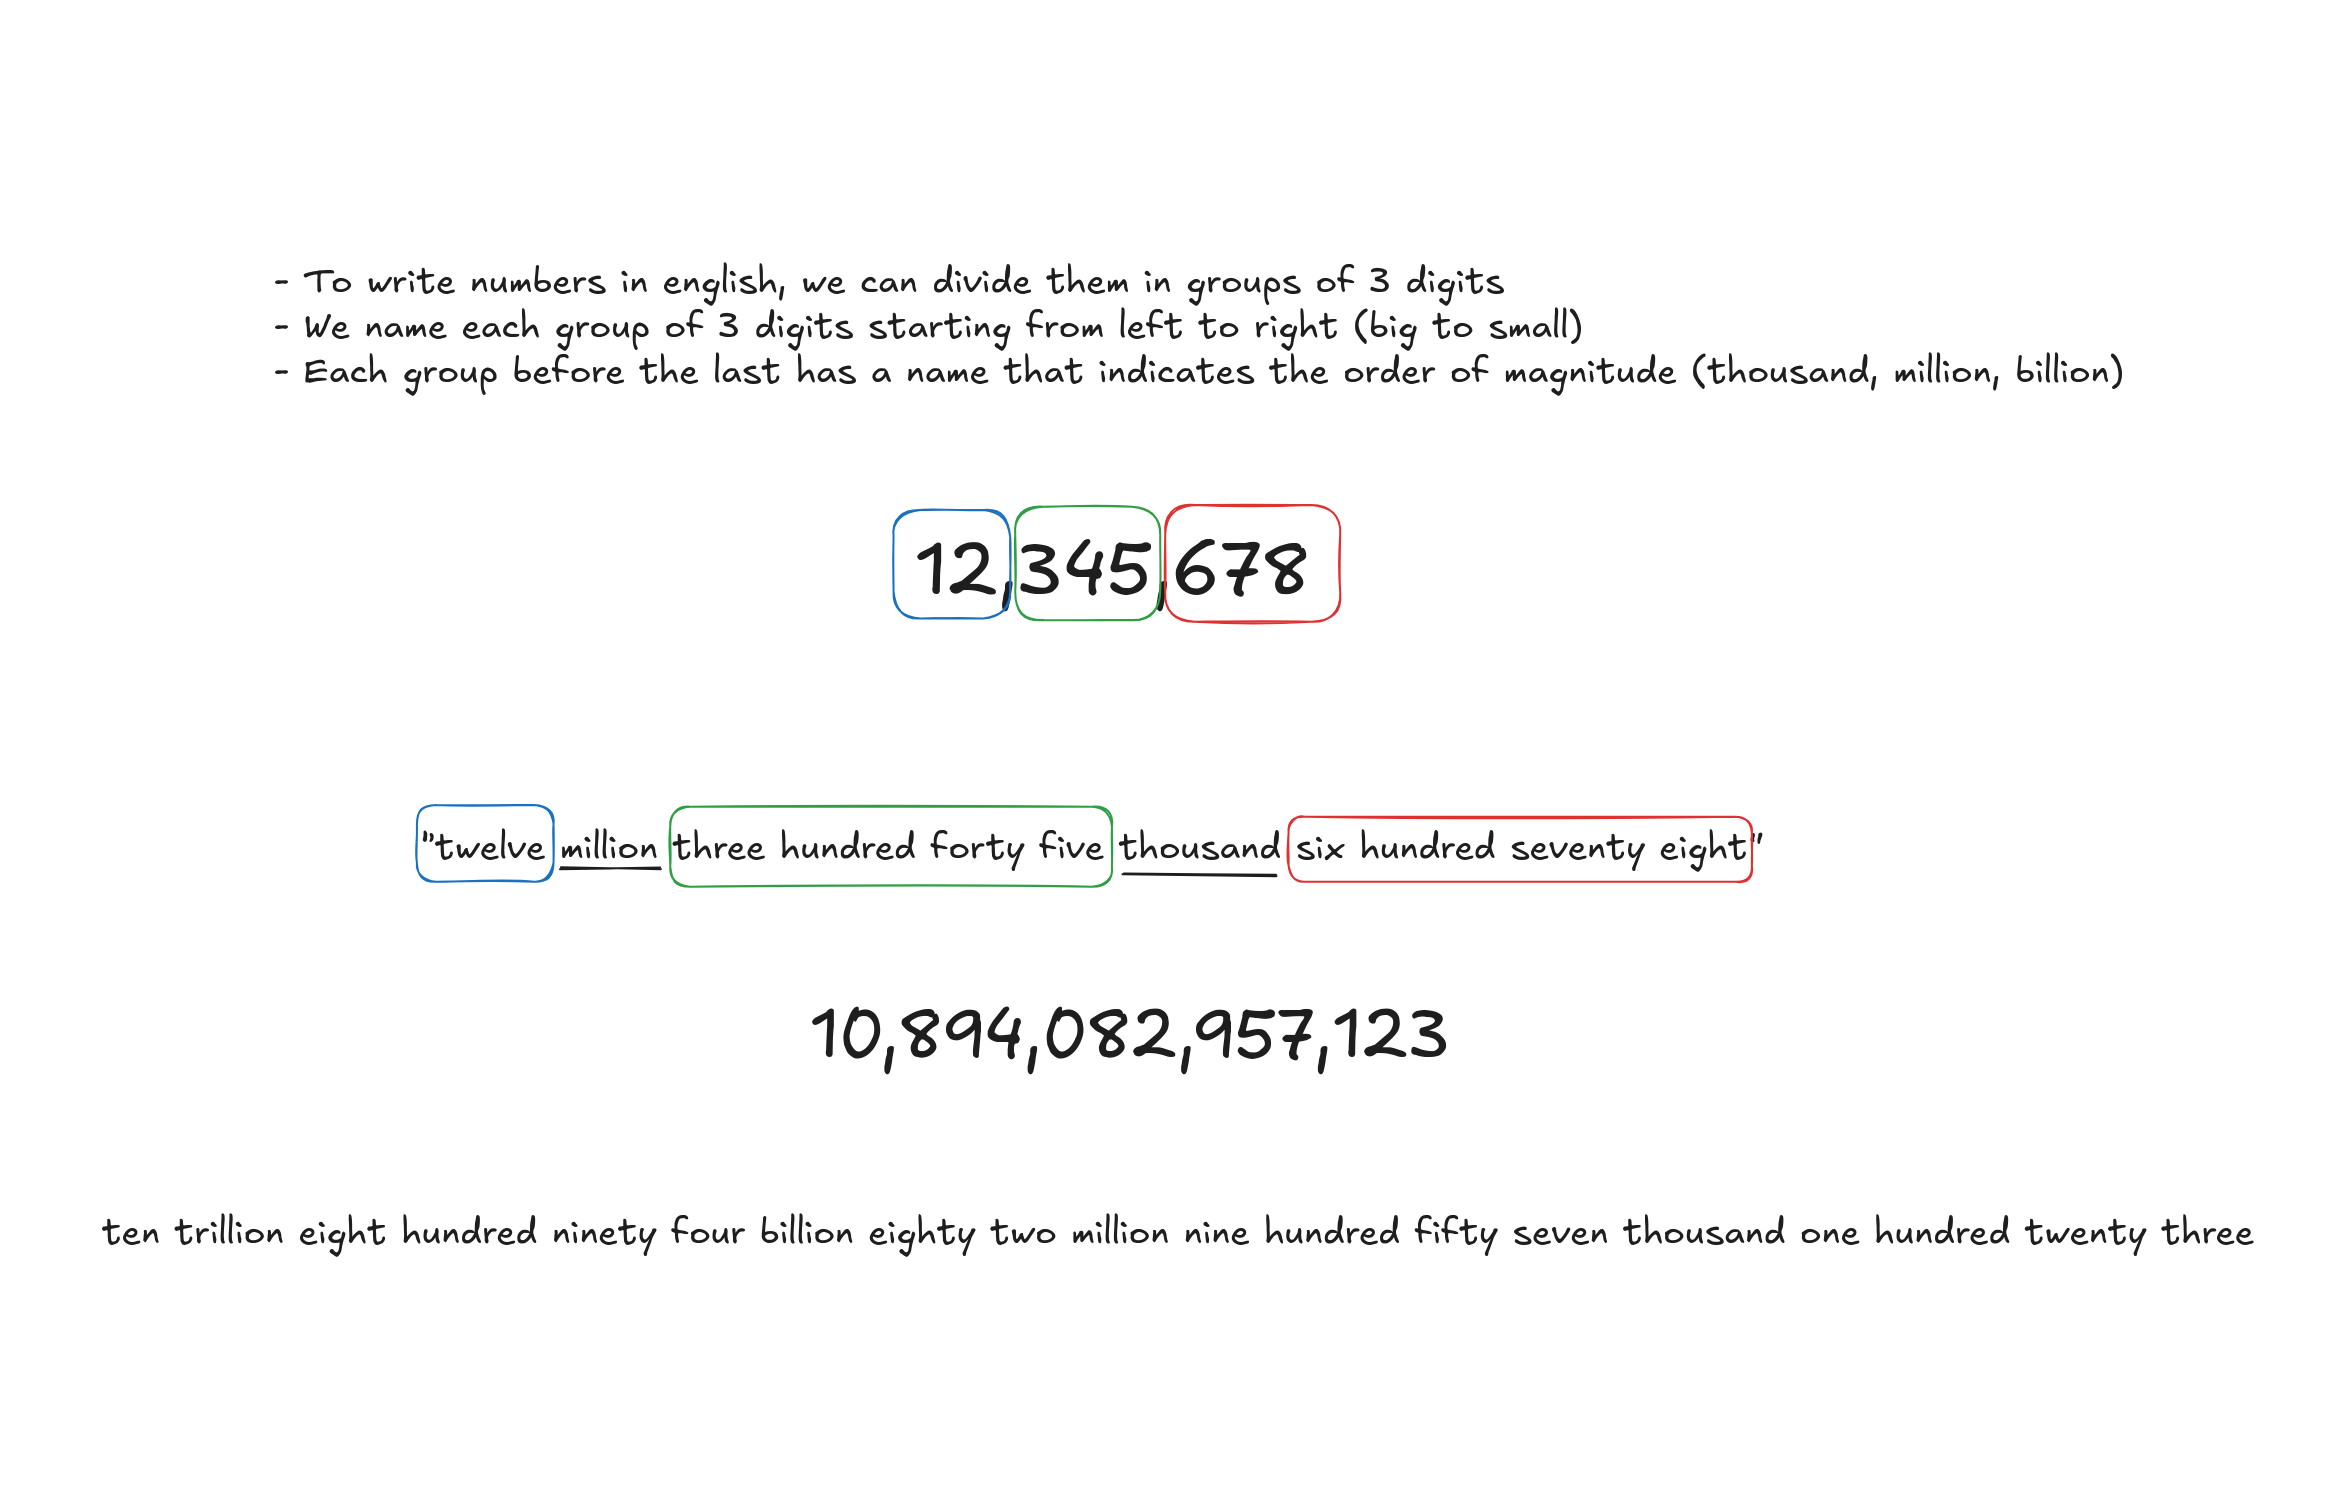 - To write numbers in english, we can divide them in groups of 3 digits
- We name each group of 3 digits starting from left to right (big to small)
- Each group before the last has a name that indicates the order of magnitude (thousand, million, billion)
12,345,678
"twelve million three hundred forty five thousand six hundred seventy eight"
10,894,082,957,123
ten trillion eight hundred ninety four billion eighty two million nine hundred fifty seven thousand one hundred twenty three